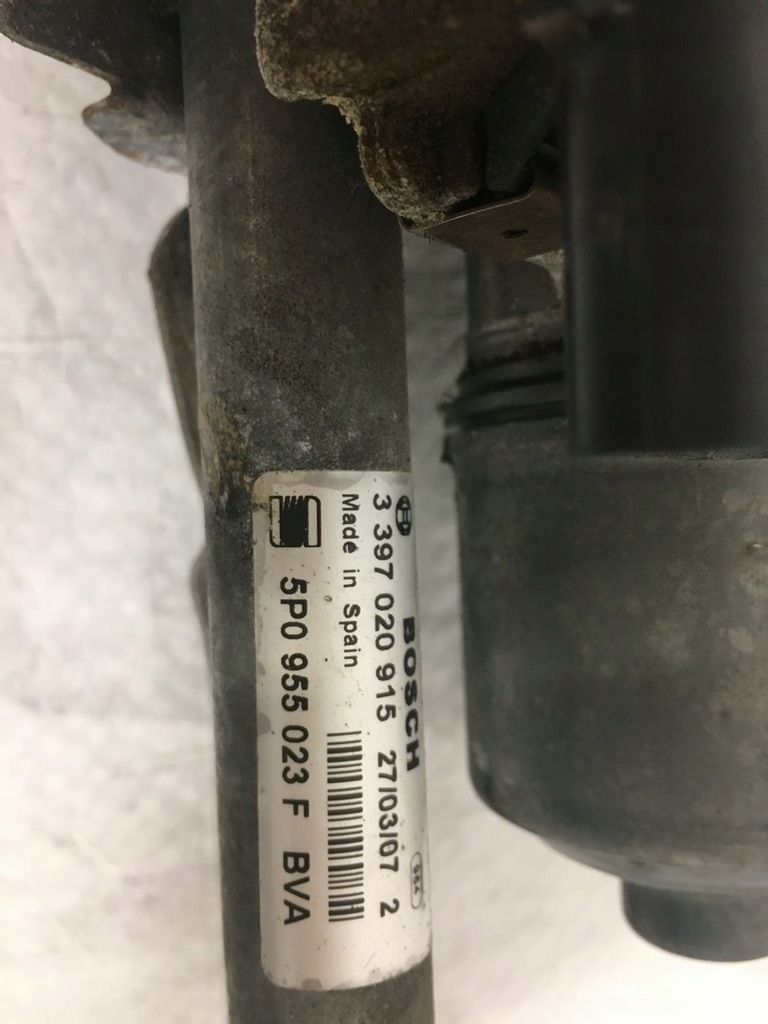 BOSCH
3 397 020 915 27/03/07 2
Made in Spain
5P0 955 023 F BVA